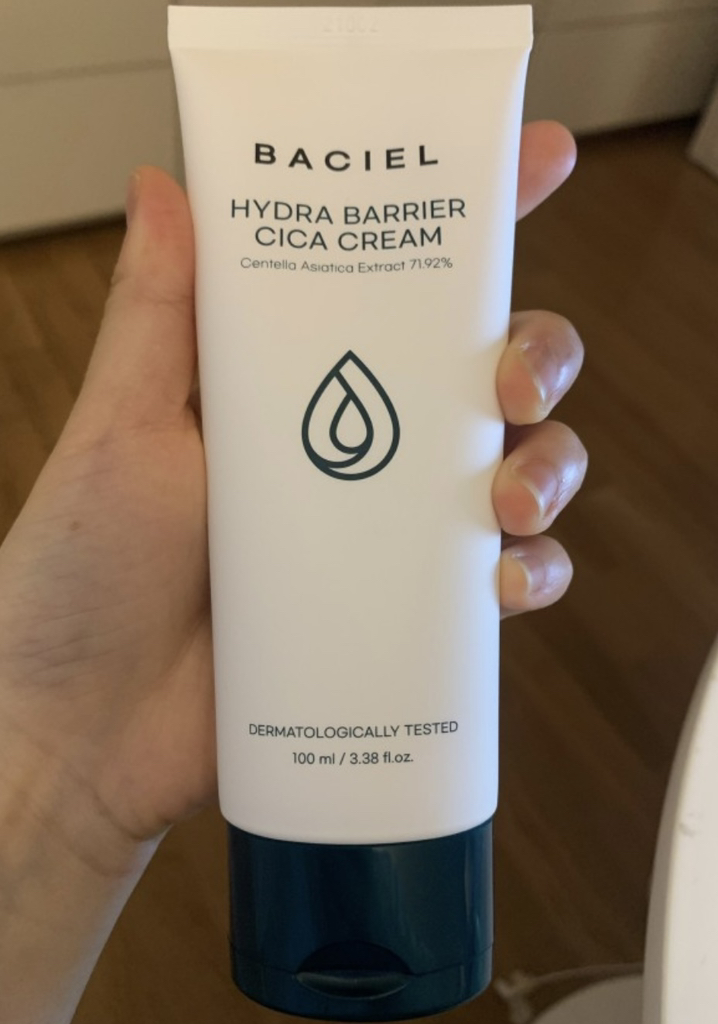 BACIEL
HYDRA BARRIER
CICA CREAM
Centella Asiatica Extract 71.92%
DERMATOLOGICALLY TESTED
100 ml / 3.38 fl.oz.